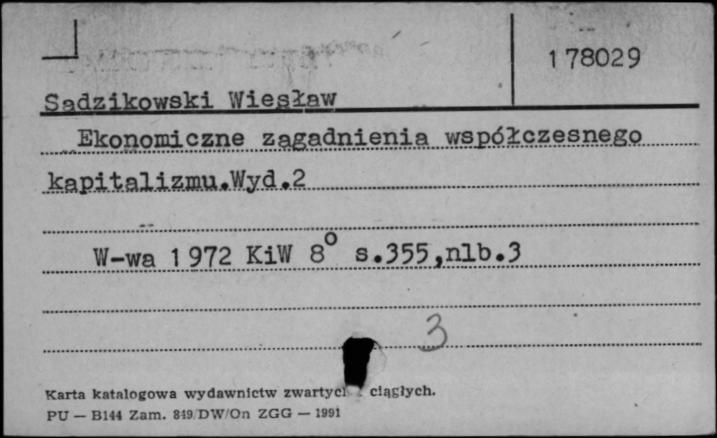 178029
Sadzikowski Wiesław
Ekonomiczne zagadnienia współczesnego
kapitalizmu.Wyd.2
W-wa 1972 KiW 8° s.355,nlb.3
3
Karta katalogowa wydawnictw zwartych ciągłych.
PU — B144 Zam. 849/DW/On ZGG — 1991